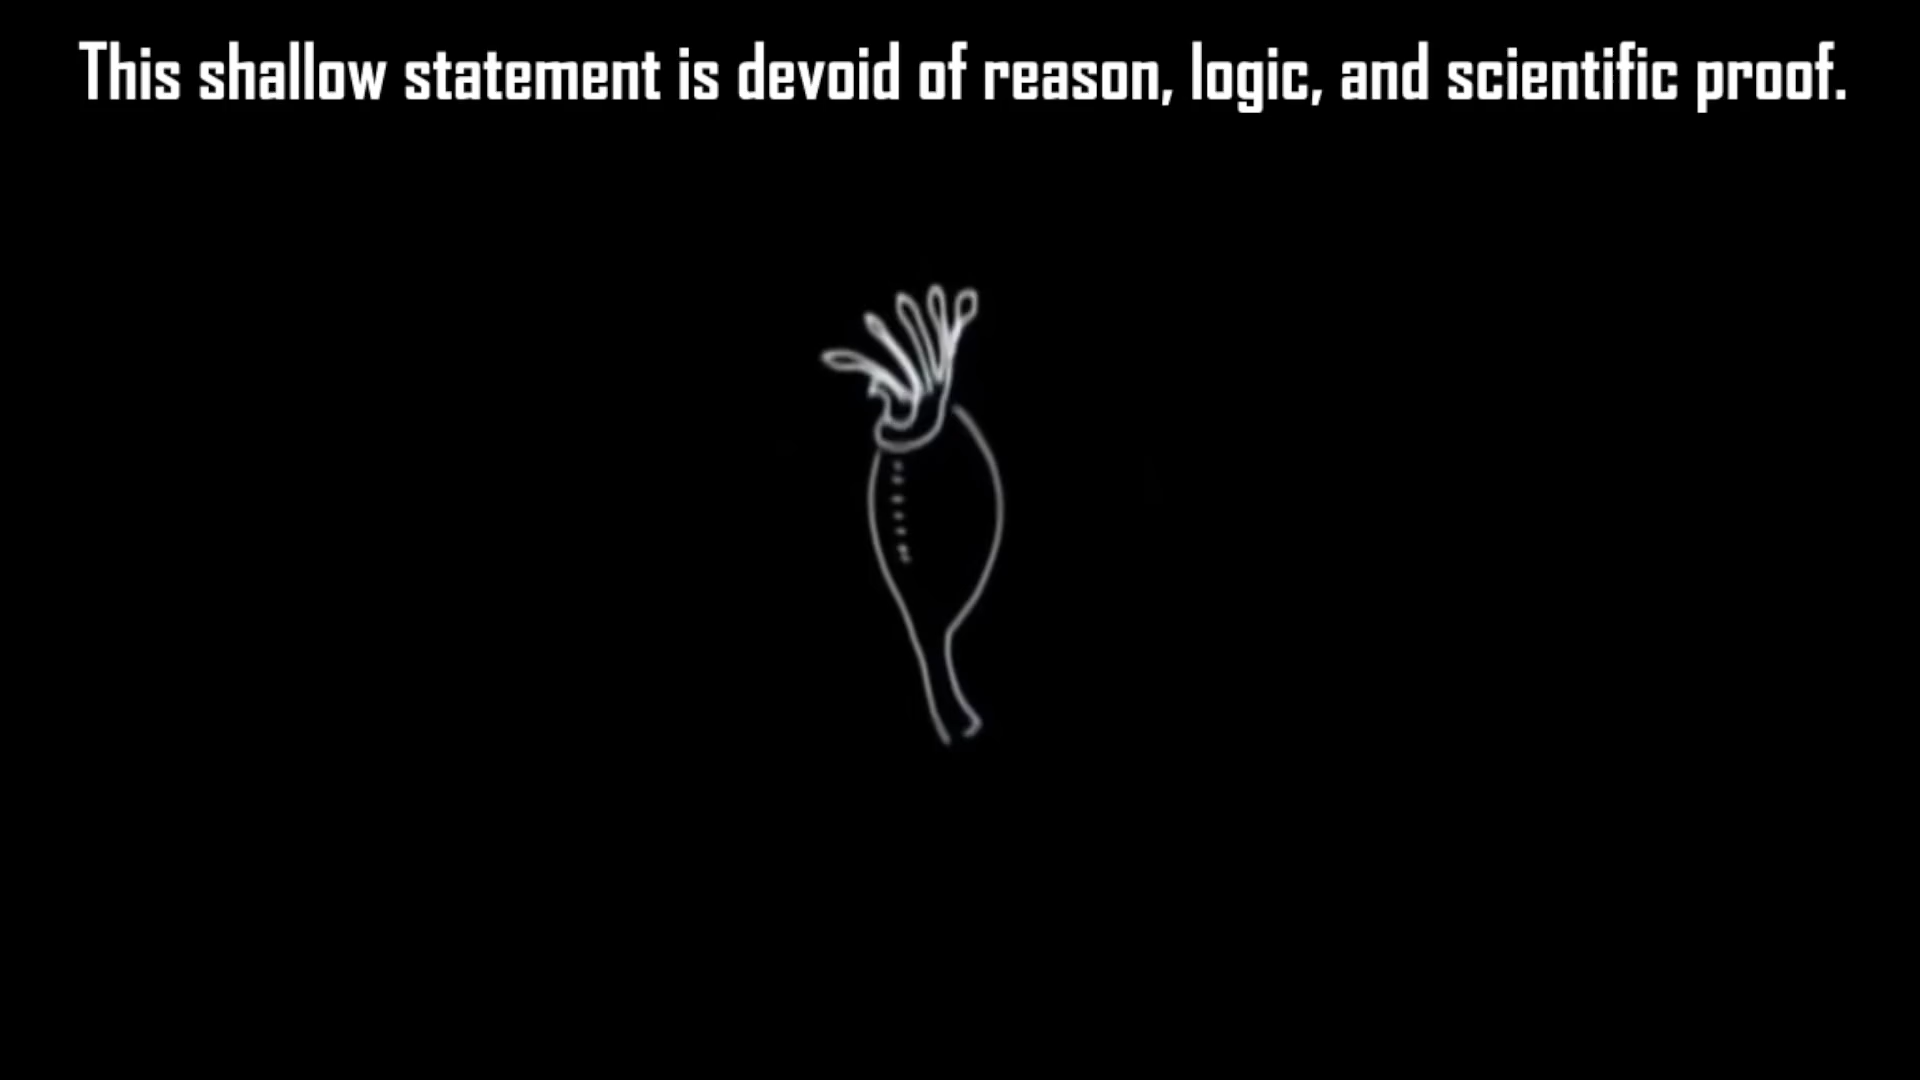 This shallow statement is devoid of reason, logic, and scientific proof.